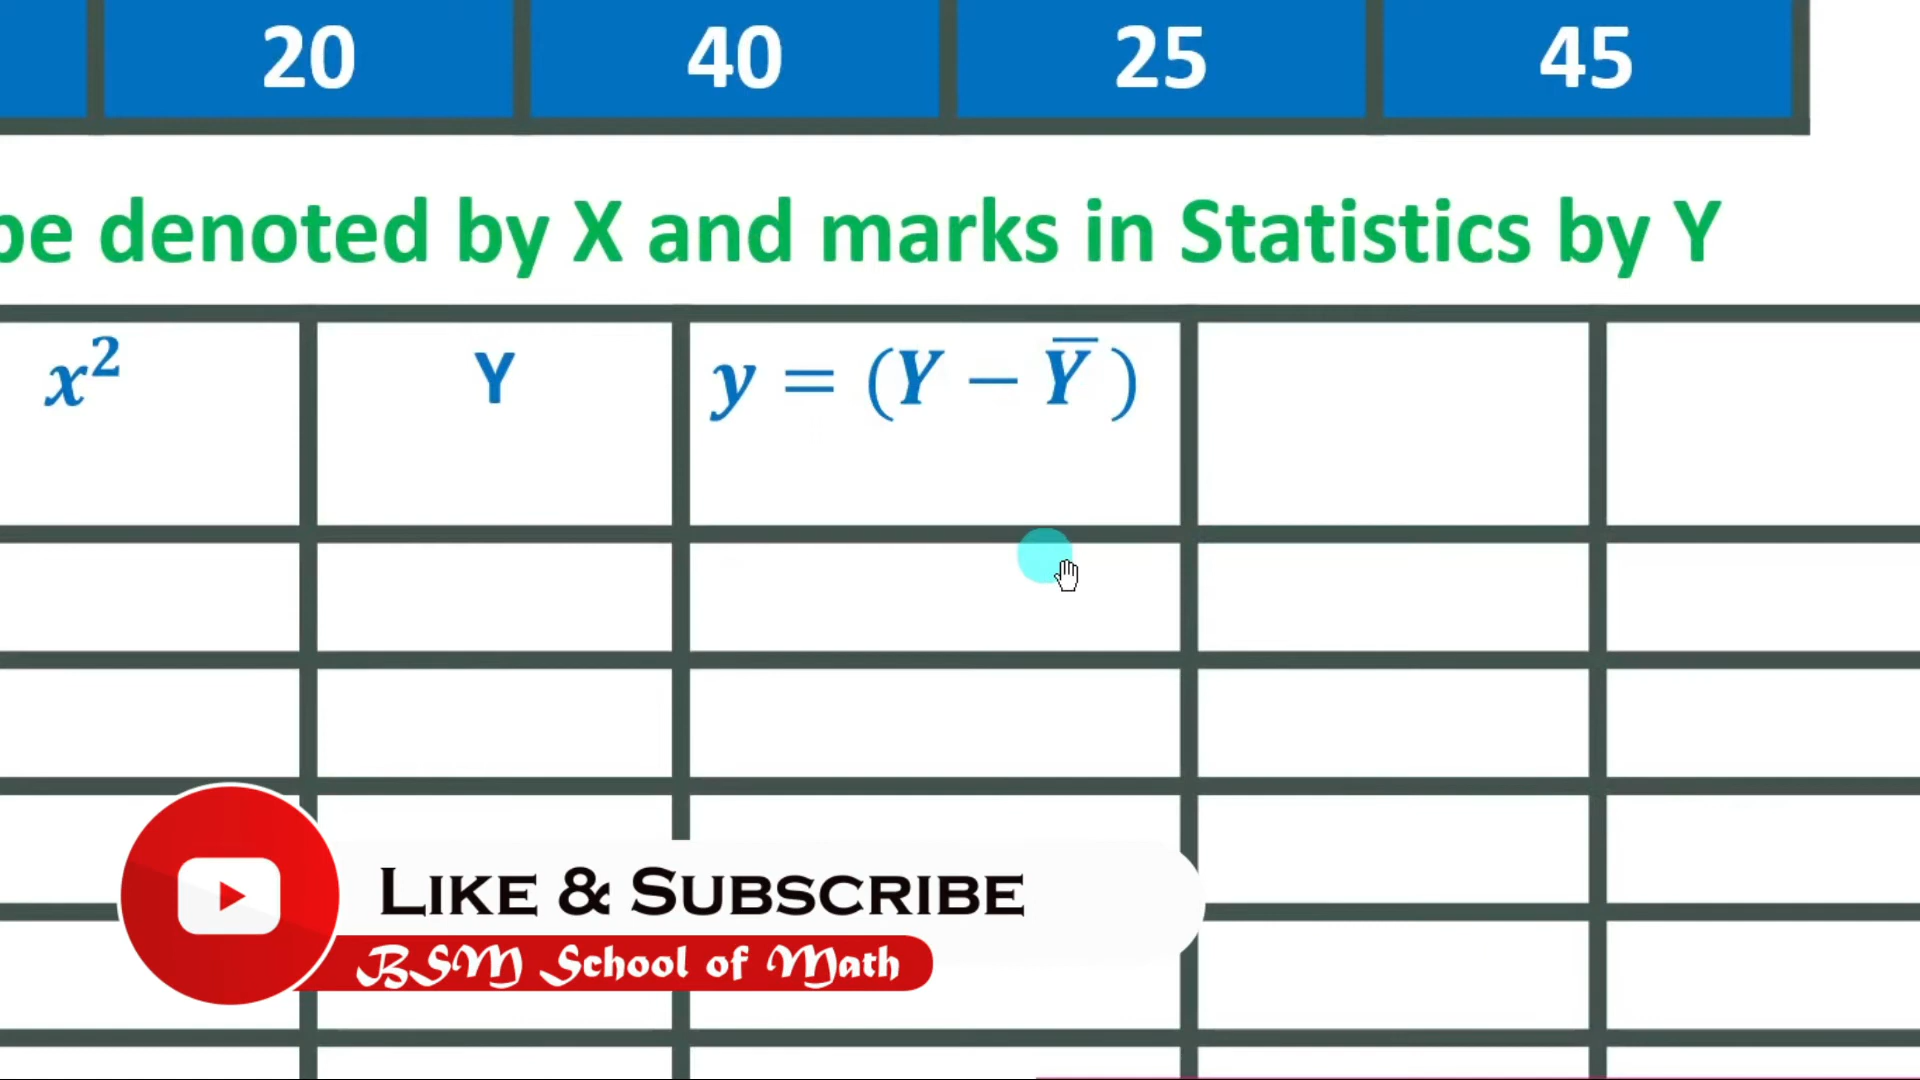 20 40 25 45
be denoted by X and marks in Statistics by Y
x² Y y = (Y − Y̅ )
LIKE & SUBSCRIBE
BSM School of Math